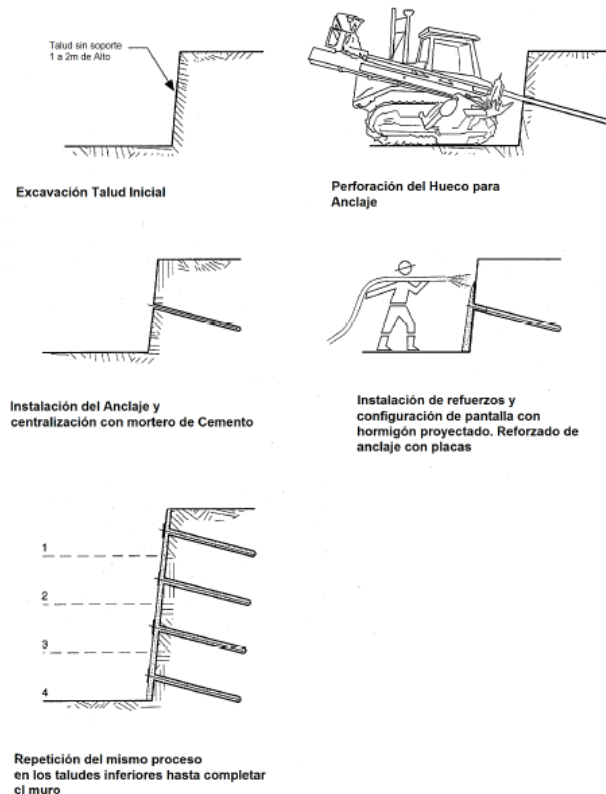 Talud sin soporte
1 a 2m de Alto
Excavación Talud Inicial
Perforación del Hueco para
Anclaje
Instalación del Anclaje y
centralización con mortero de Cemento
Instalación de refuerzos y
configuración de pantalla con
hormigón proyectado. Reforzado de
anclaje con placas
1
2
3
4
Repetición del mismo proceso
en los taludes inferiores hasta completar
el muro